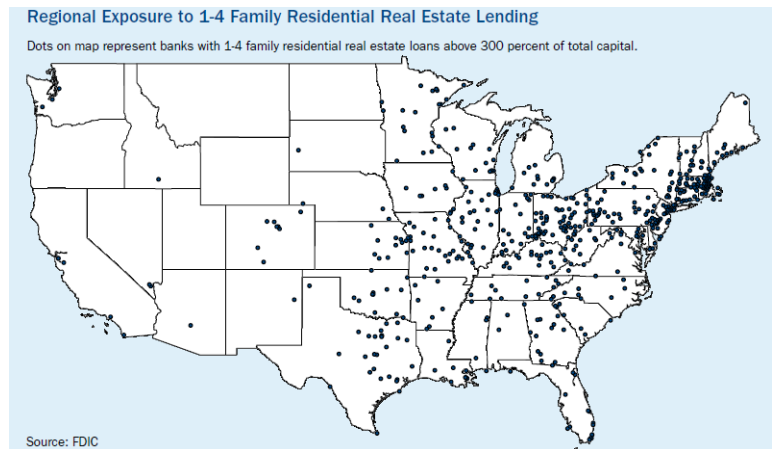 Regional Exposure to 1-4 Family Residential Real Estate Lending
Dots on map represent banks with 1-4 family residential real estate loans above 300 percent of total capital.
Source: FDIC